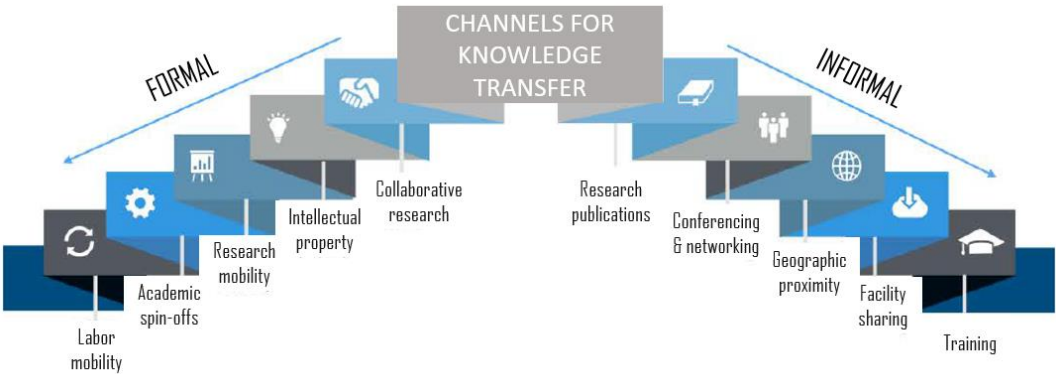 CHANNELS FOR
KNOWLEDGE
TRANSFER
FORMAL
INFORMAL
Collaborative
research
Intellectual
property
Research
mobility
Academic
spin-offs
Labor
mobility
Research
publications
Conferencing
& networking
Geographic
proximity
Facility
sharing
Training